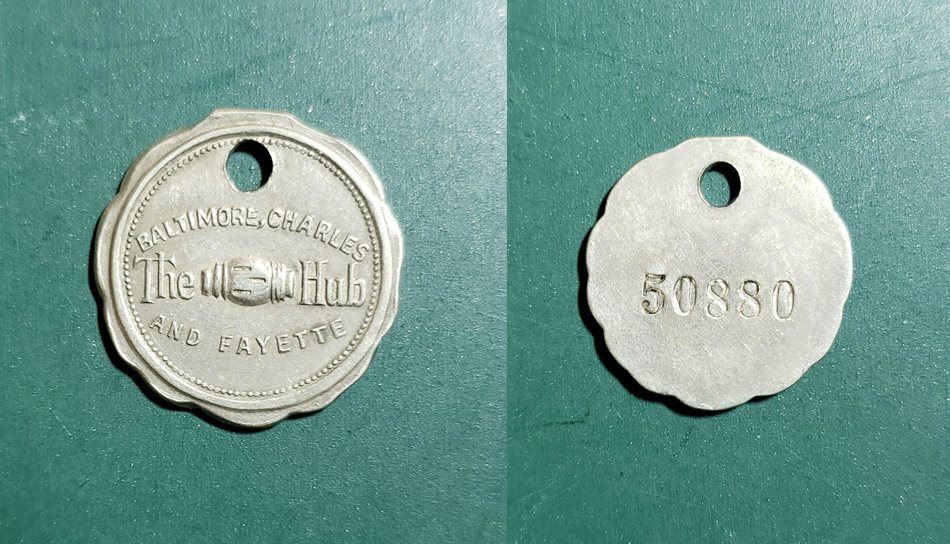 BALTIMORE, CHARLES
The Hub
AND FAYETTE
50880